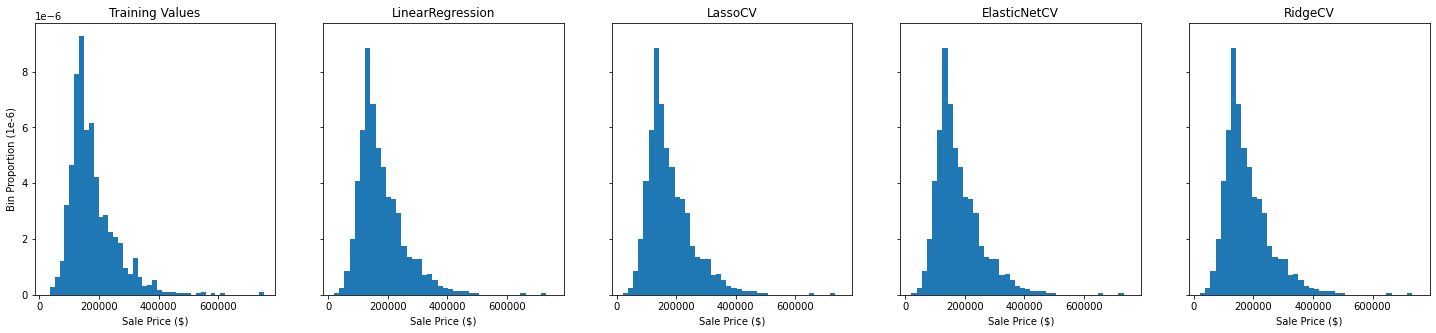 Training Values LinearRegression LassoCV ElasticNetCV RidgeCV
1e−6
8
6
4
2
0
Bin Proportion (1e-6)
0 200000 400000 600000 0 200000 400000 600000 0 200000 400000 600000 0 200000 400000 600000 0 200000 400000 600000
Sale Price ($) Sale Price ($) Sale Price ($) Sale Price ($) Sale Price ($)